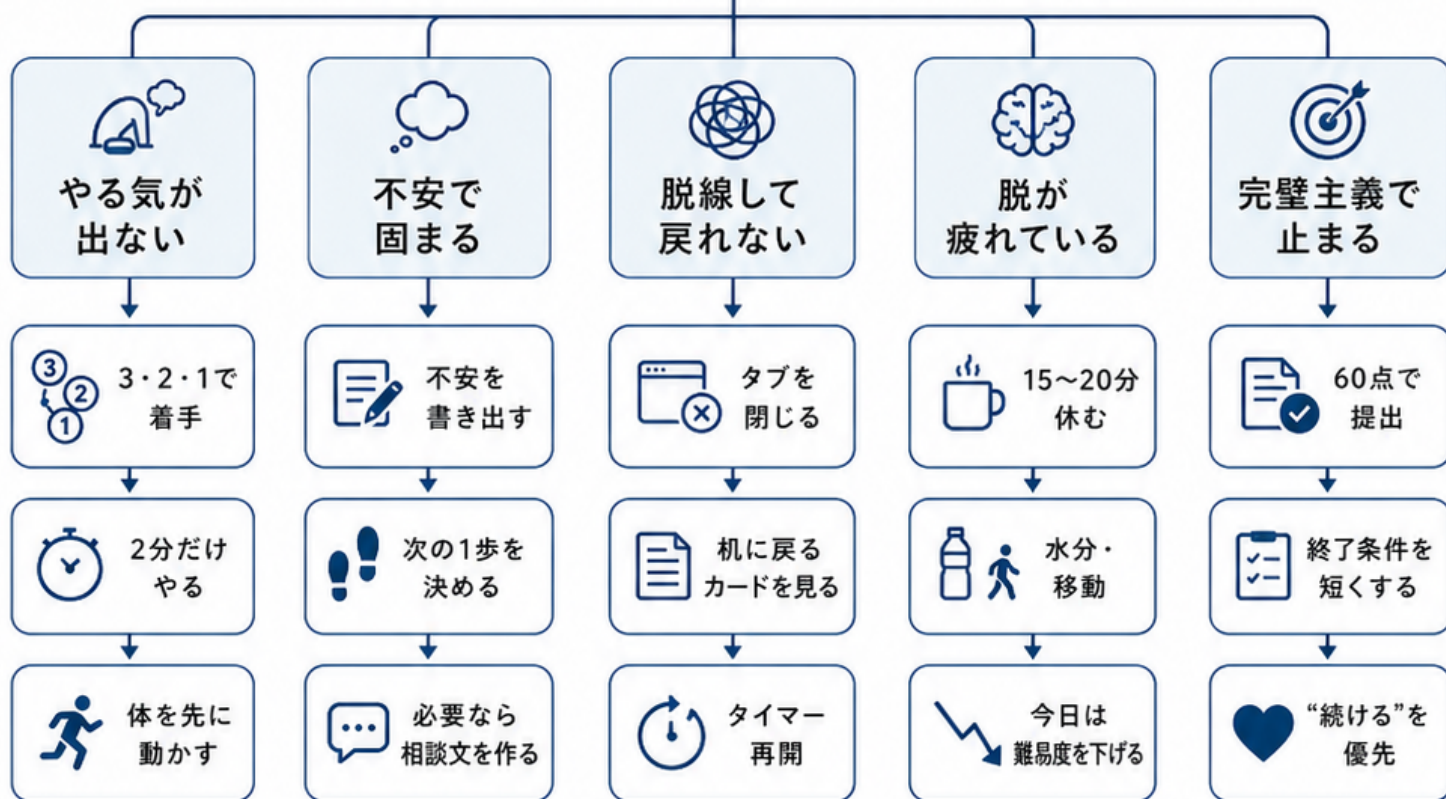 やる気が
出ない
不安で
固まる
脱線して
戻れない
脱が
疲れている
完璧主義で
止まる
3
2
1
3・2・1で
着手
不安を
書き出す
タブを
閉じる
15〜20分
休む
60点で
提出
2分だけ
やる
次の1歩を
決める
机に戻る
カードを見る
水分・
移動
終了条件を
短くする
体を先に
動かす
必要なら
相談文を作る
タイマー
再開
今日は
難易度を下げる
“続ける”を
優先